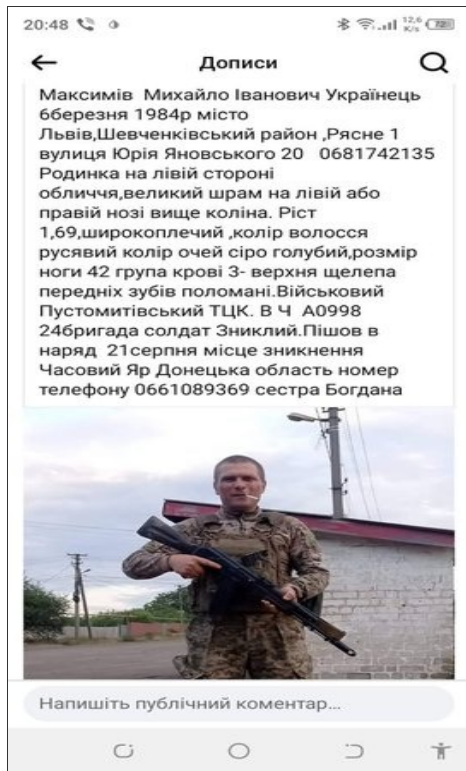 20:48
12,6
K/s
72
Дописи
Максимів Михайло Іванович Українець
6березня 1984р місто
Львів,Шевченківський район ,Рясне 1
вулиця Юрія Яновського 20 0681742135
Родинка на лівій стороні
обличчя,великий шрам на лівій або
правій нозі вище коліна. Ріст
1,69,широкоплечий ,колір волосся
русявий колір очей сіро голубий,розмір
ноги 42 група крові 3- верхня щелепа
передніх зубів поломані.Військовий
Пустомитівський ТЦК. В Ч А0998
24бригада солдат Зниклий.Пішов в
наряд 21серпня місце зникнення
Часовий Яр Донецька область номер
телефону 0661089369 сестра Богдана
Напишіть публічний коментар...